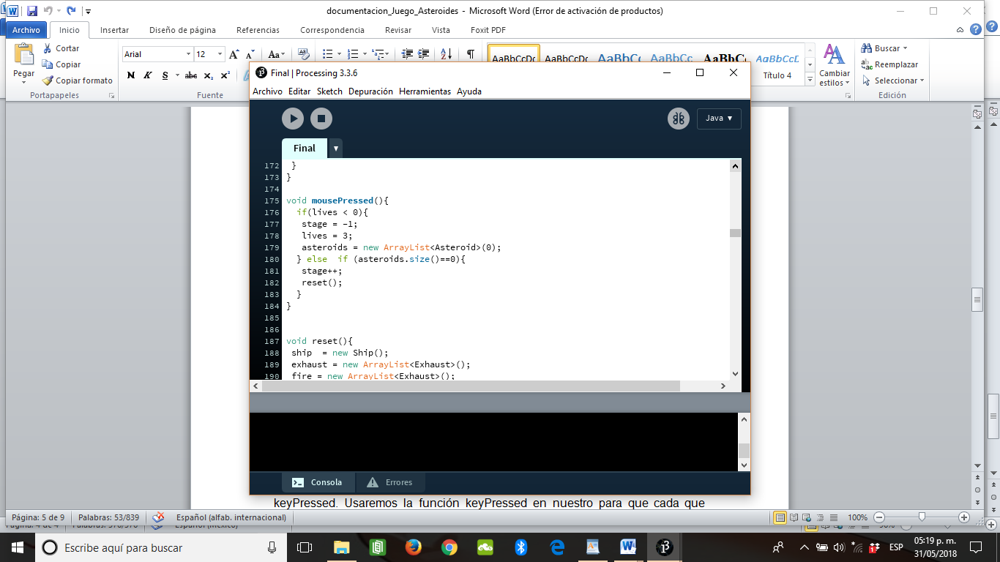 documentacion_Juego_Asteroides - Microsoft Word (Error de activación de productos)
Archivo Inicio Insertar Diseño de página Referencias Correspondencia Revisar Vista Foxit PDF
Pegar
Cortar
Copiar
Copiar formato
Portapapeles
Arial 12
N K S abc x₂ x²
Fuente
AaBbCcDc AaBbCcDc AaBbC AaBbCc AaBbC AaBbCcD
Título 4
Cambiar estilos
Buscar
Reemplazar
Seleccionar
Edición
Final | Processing 3.3.6
Archivo Editar Sketch Depuración Herramientas Ayuda
Java ▼
Final ▼
172 }
173 }
174
175 void mousePressed(){
176 if(lives < 0){
177 stage = -1;
178 lives = 3;
179 asteroids = new ArrayList<Asteroid>(0);
180 } else  if (asteroids.size()==0){
181 stage++;
182 reset();
183 }
184 }
185
186
187 void reset(){
188 ship  = new Ship();
189 exhaust = new ArrayList<Exhaust>();
190 fire = new ArrayList<Exhaust>();
Consola Errores
keyPressed. Usaremos la función keyPressed en nuestro para que cada que
Página: 5 de 9 Palabras: 53/839 Español (alfab. internacional) 100%
Página: 4 de 4 Palabras: 370/370 Español (México) 90%
Escribe aquí para buscar
ESP
05:19 p. m.
31/05/2018